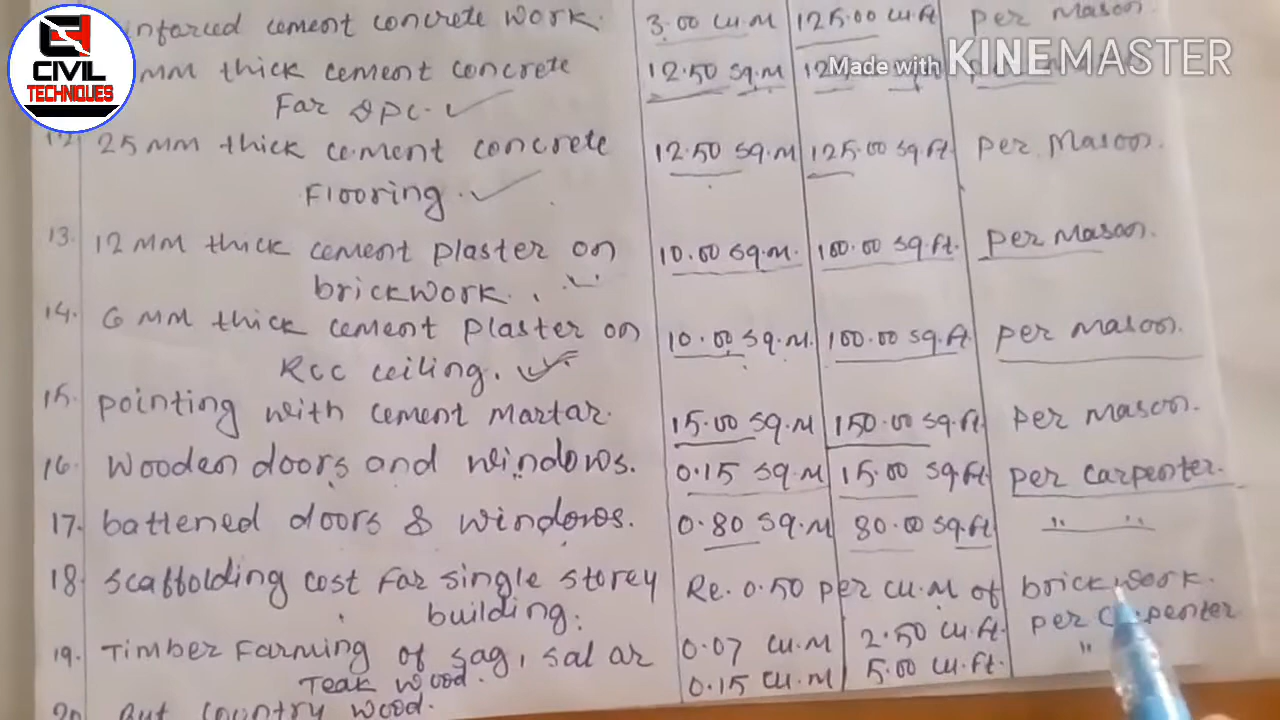 CIVIL
TECHNIQUES
Made with KINEMASTER
cement concrete work. 3.00 cu.M 125.00 cu.ft per Mason.
MM thick cement concrete 12.50 sq.M
For DPC.
12. 25 MM thick cement concrete 12.50 sq.M 125.00 sq.ft. per Mason.
Flooring.
13. 12 MM thick cement plaster on 10.00 sq.M. 100.00 sq.ft. per Mason.
brickwork.
14. 6 MM thick cement plaster on 10.00 sq.M. 100.00 sq.ft. per Mason.
RCC ceiling.
15. pointing with cement Mortar. 15.00 sq.M 150.00 sq.ft. per Mason.
16. Wooden doors and windows. 0.15 sq.M 15.00 sq.ft. per carpenter.
17. battened doors & windows. 0.80 sq.M 80.00 sq.ft. " "
18. scaffolding cost for single storey Re. 0.50 per cu.M of brickwork.
building.
19. Timber Farming of sag, sal or 0.07 cu.M 2.50 cu.ft. per carpenter
Teak wood. 0.15 cu.M 5.00 cu.ft. "
20. But country wood.